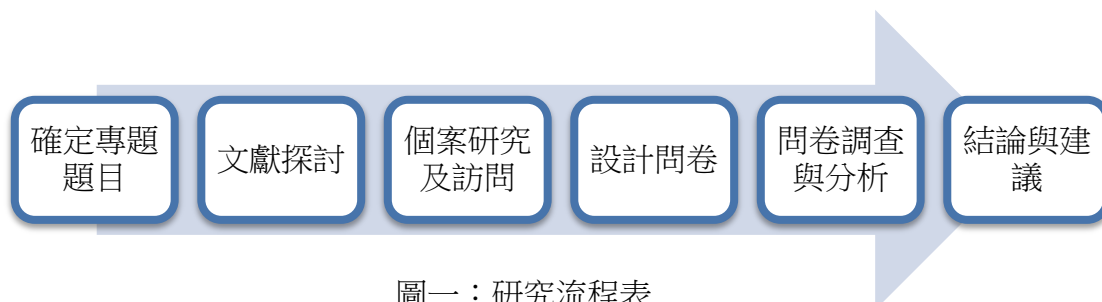 確定專題
題目
文獻探討
個案研究
及訪問
設計問卷
問卷調查
與分析
結論與建
議
圖一：研究流程表